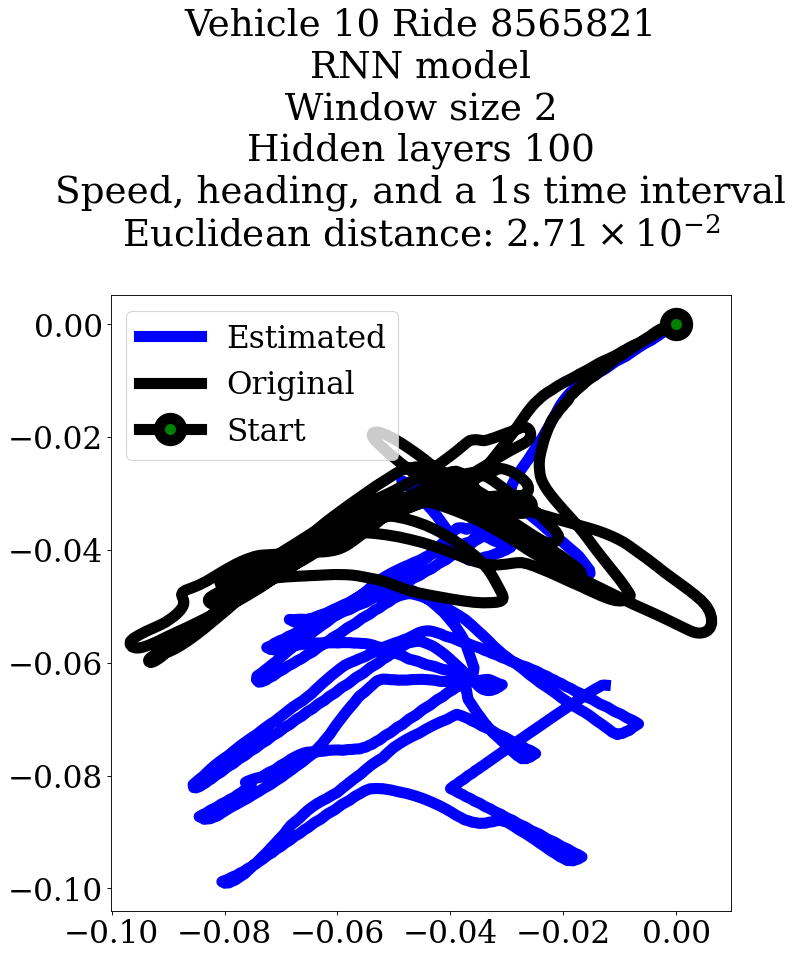 Vehicle 10 Ride 8565821
RNN model
Window size 2
Hidden layers 100
Speed, heading, and a 1s time interval
Euclidean distance: 2.71 × 10⁻²
Estimated
Original
Start
0.00
−0.02
−0.04
−0.06
−0.08
−0.10
−0.10 −0.08 −0.06 −0.04 −0.02 0.00